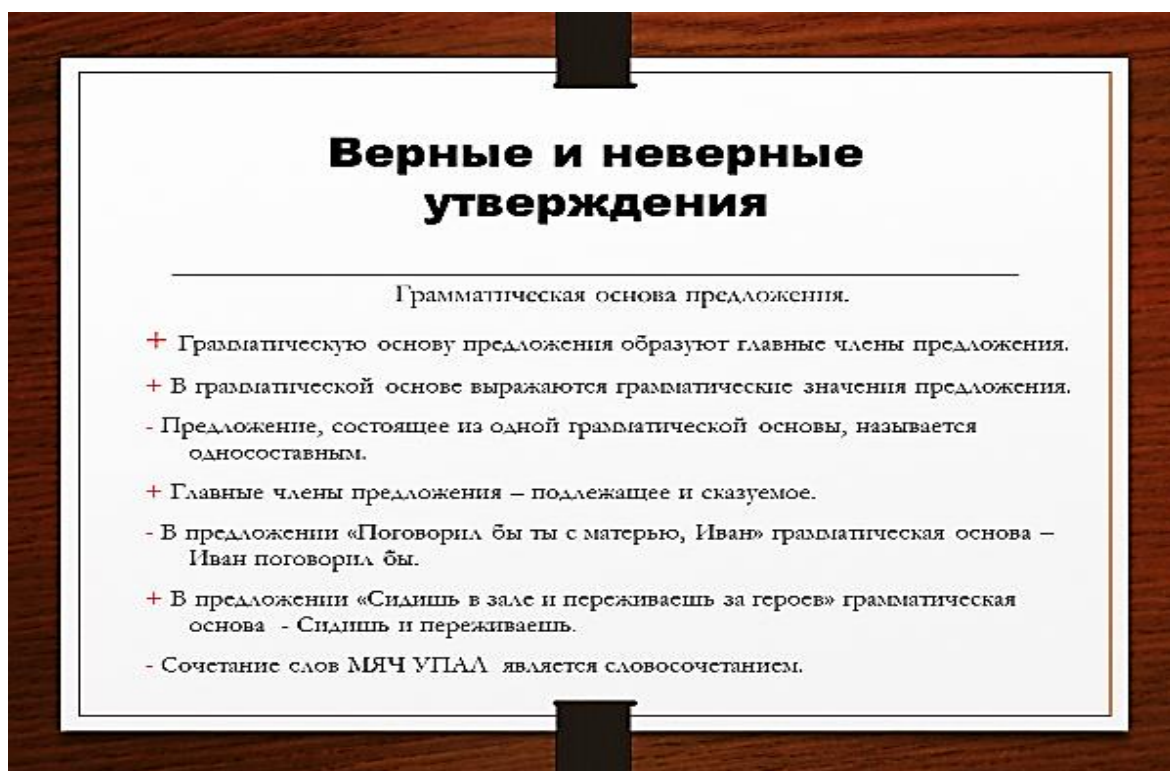 Верные и неверные
утверждения
Грамматическая основа предложения.
+ Грамматическую основу предложения образуют главные члены предложения.
+ В грамматической основе выражаются грамматические значения предложения.
- Предложение, состоящее из одной грамматической основы, называется
односоставным.
+ Главные члены предложения – подлежащее и сказуемое.
- В предложении «Поговорил бы ты с матерью, Иван» грамматическая основа –
Иван поговорил бы.
+ В предложении «Сидишь в зале и переживаешь за героев» грамматическая
основа - Сидишь и переживаешь.
- Сочетание слов МЯЧ УПАЛ является словосочетанием.